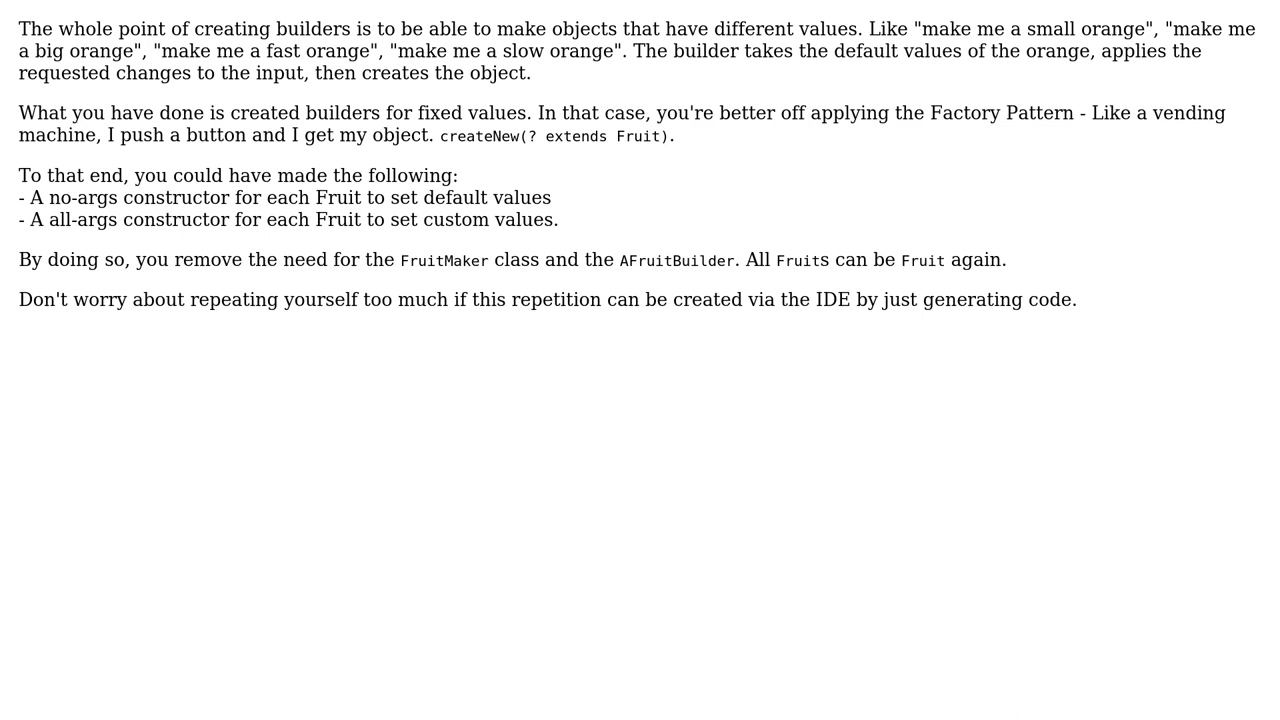 The whole point of creating builders is to be able to make objects that have different values. Like "make me a small orange", "make me
a big orange", "make me a fast orange", "make me a slow orange". The builder takes the default values of the orange, applies the
requested changes to the input, then creates the object.
What you have done is created builders for fixed values. In that case, you're better off applying the Factory Pattern - Like a vending
machine, I push a button and I get my object. createNew(? extends Fruit).
To that end, you could have made the following:
- A no-args constructor for each Fruit to set default values
- A all-args constructor for each Fruit to set custom values.
By doing so, you remove the need for the FruitMaker class and the AFruitBuilder. All Fruits can be Fruit again.
Don't worry about repeating yourself too much if this repetition can be created via the IDE by just generating code.